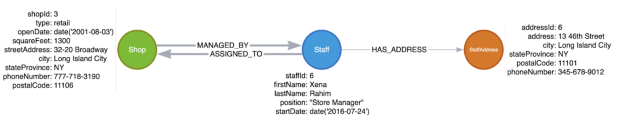 shopId: 3
type: retail
openDate: date('2001-08-03')
squareFeet: 1300
streetAddress: 32-20 Broadway
city: Long Island City
stateProvince: NY
phoneNumber: 777-718-3190
postalCode: 11106
Shop
MANAGED_BY
ASSIGNED_TO
Staff
staffId: 6
firstName: Xena
lastName: Rahim
position: "Store Manager"
startDate: date('2016-07-24')
HAS_ADDRESS
StaffAddress
addressId: 6
address: 13 46th Street
city: Long Island City
stateProvince: NY
postalCode: 11101
phoneNumber: 345-678-9012